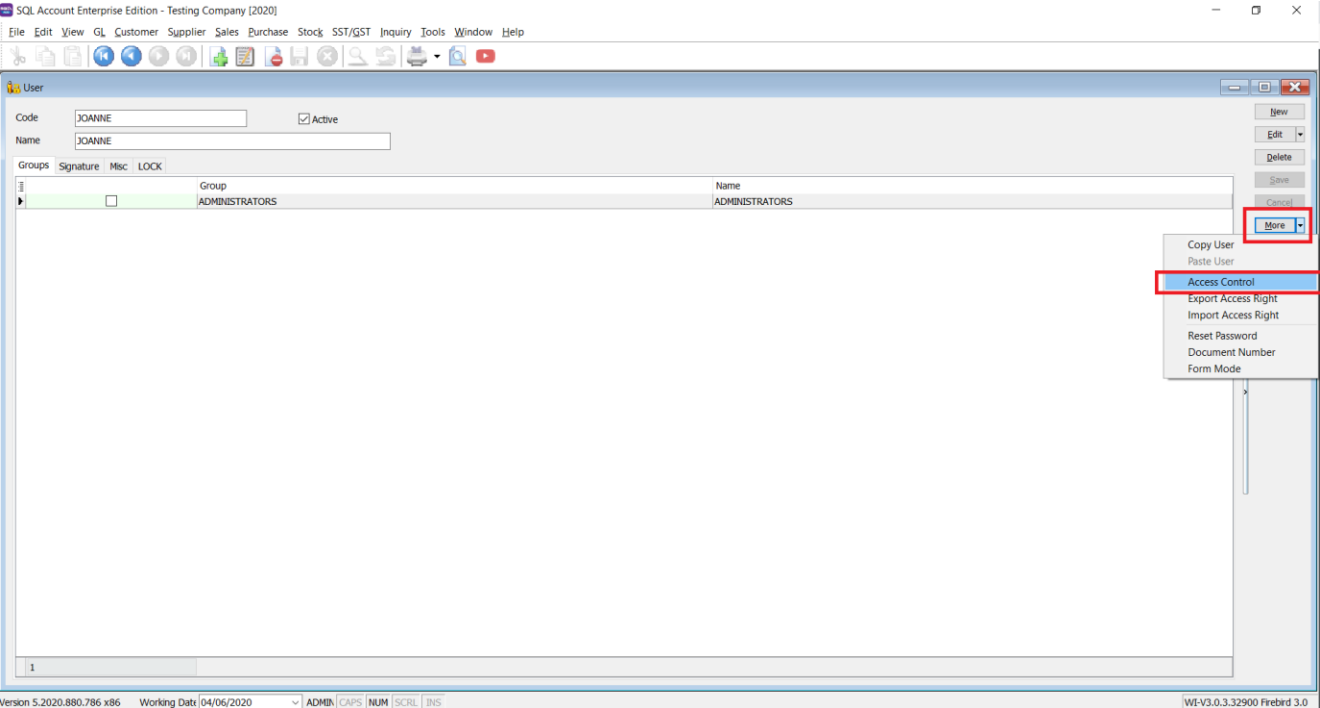 SQL Account Enterprise Edition - Testing Company [2020]
File Edit View GL Customer Supplier Sales Purchase Stock SST/GST Inquiry Tools Window Help
User
Code JOANNE Active
Name JOANNE
Groups Signature Misc LOCK
Group Name
ADMINISTRATORS ADMINISTRATORS
New
Edit
Delete
Save
Cancel
More
Copy User
Paste User
Access Control
Export Access Right
Import Access Right
Reset Password
Document Number
Form Mode
1
Version 5.2020.880.786 x86 Working Date 04/06/2020 ADMIN CAPS NUM SCRL INS WI-V3.0.3.32900 Firebird 3.0